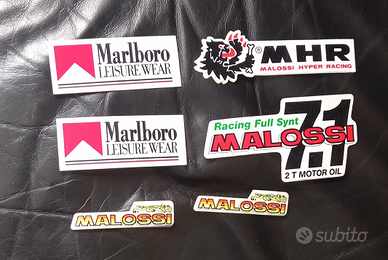 Marlboro
LEISURE WEAR
® MHR
MALOSSI HYPER RACING
Marlboro
LEISURE WEAR
Racing Full Synt
7.1
MALOSSI
2 T MOTOR OIL
MALOSSI
MALOSSI
subito